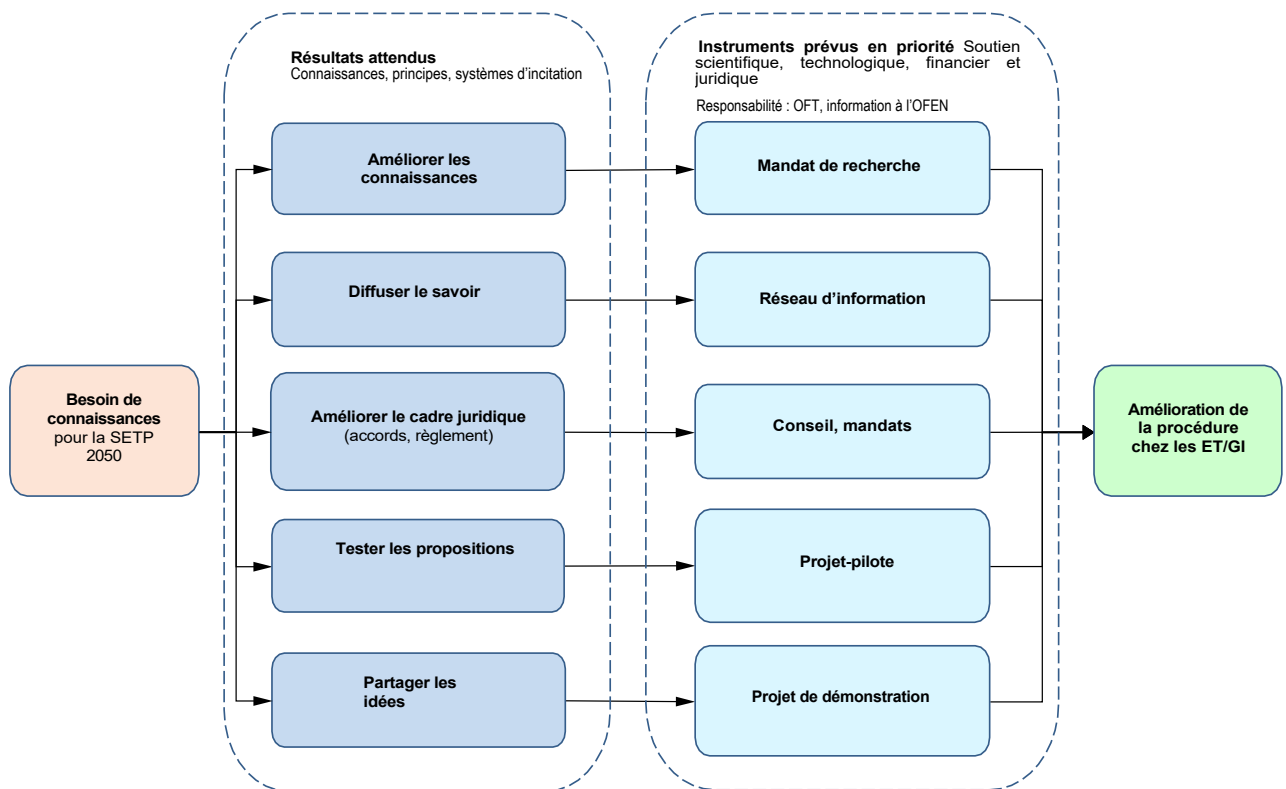 Résultats attendus
Connaissances, principes, systèmes d’incitation
Instruments prévus en priorité Soutien
scientifique, technologique, financier et
juridique
Responsabilité : OFT, information à l’OFEN
Améliorer les
connaissances
Mandat de recherche
Diffuser le savoir
Réseau d’information
Besoin de
connaissances
pour la SETP
2050
Améliorer le cadre juridique
(accords, règlement)
Conseil, mandats
Amélioration de
la procédure
chez les ET/GI
Tester les propositions
Projet-pilote
Partager les
idées
Projet de démonstration